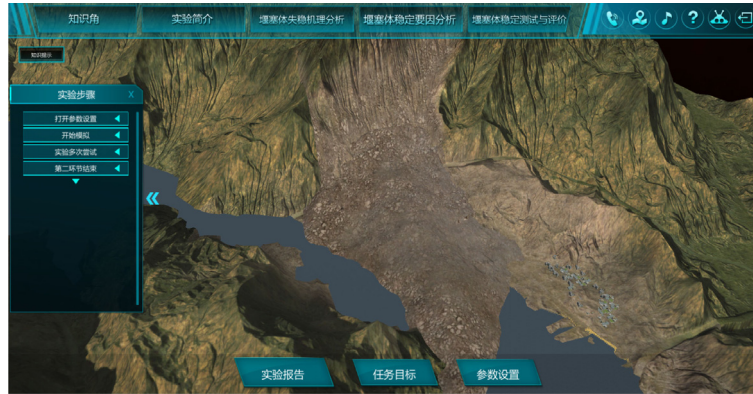 知识角
实验简介
堰塞体失稳机理分析
堰塞体稳定要因分析
堰塞体稳定测试与评价
知识提示
实验步骤 X
打开参数设置
开始模拟
实验多次尝试
第二环节结束
实验报告
任务目标
参数设置